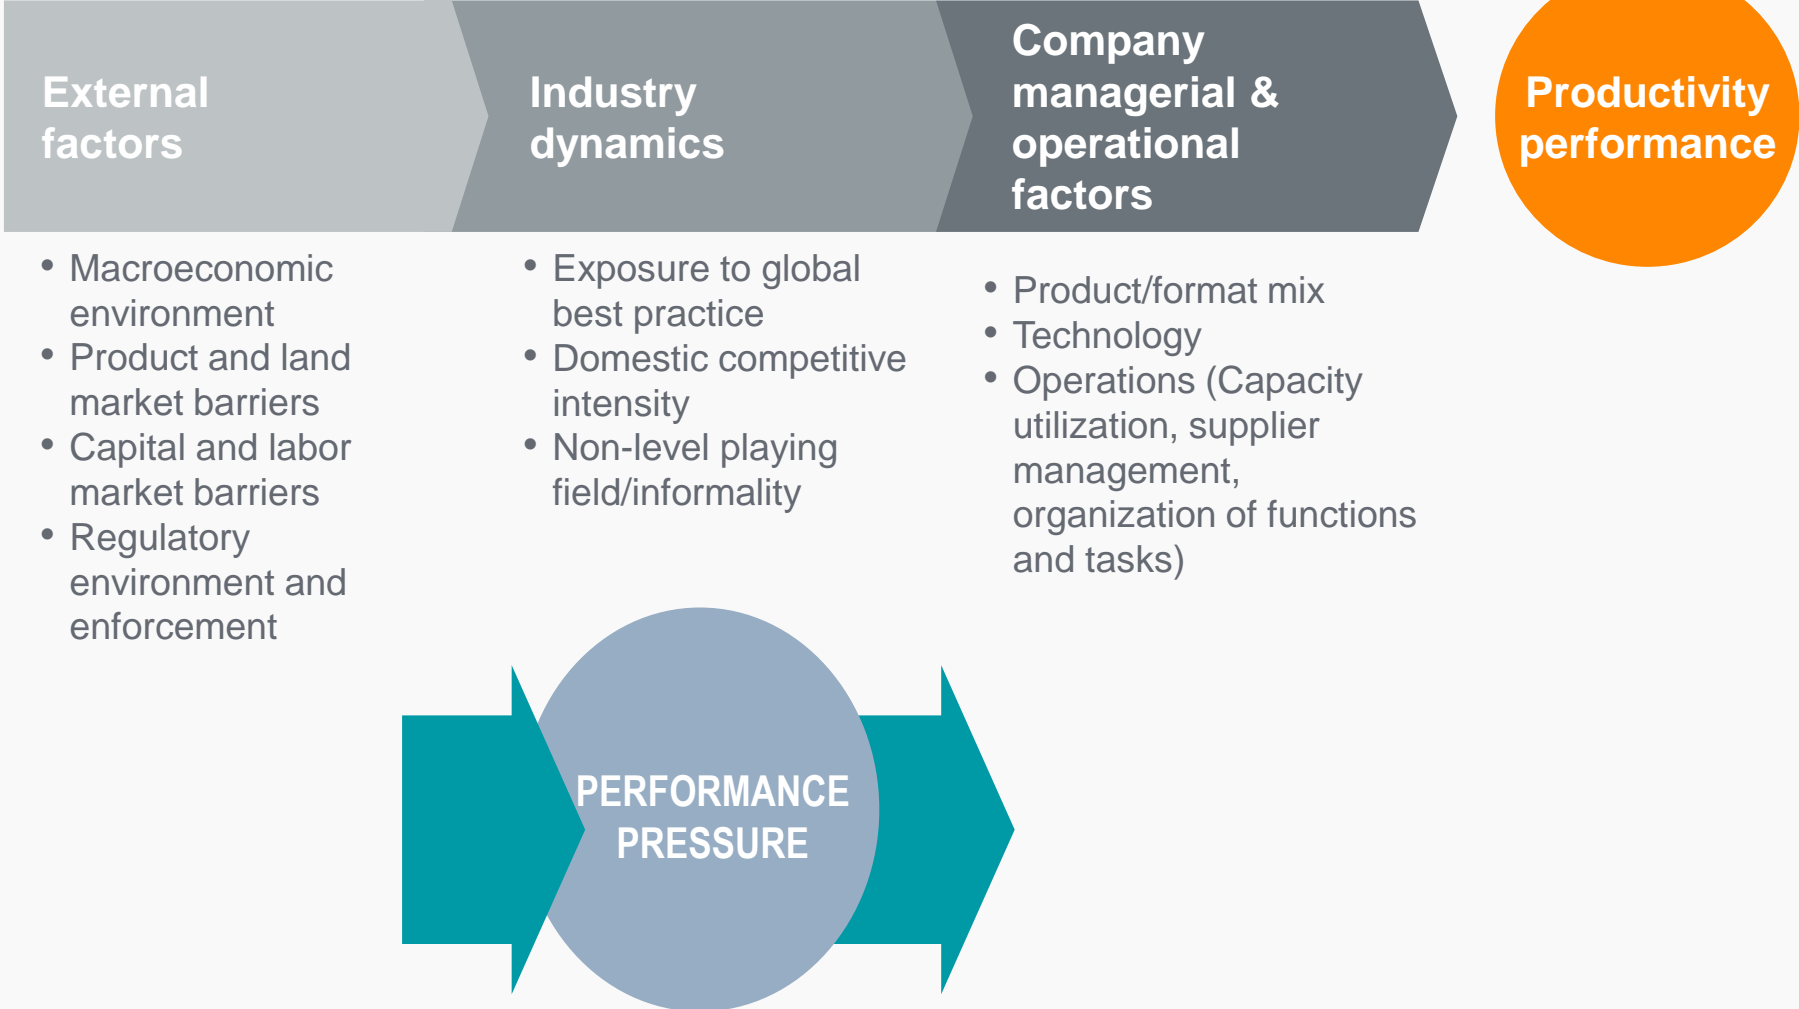 External
factors
Industry
dynamics
Company
managerial &
operational
factors
Productivity
performance
• Macroeconomic
environment
• Product and land
market barriers
• Capital and labor
market barriers
• Regulatory
environment and
enforcement
• Exposure to global
best practice
• Domestic competitive
intensity
• Non-level playing
field/informality
• Product/format mix
• Technology
• Operations (Capacity
utilization, supplier
management,
organization of functions
and tasks)
PERFORMANCE
PRESSURE